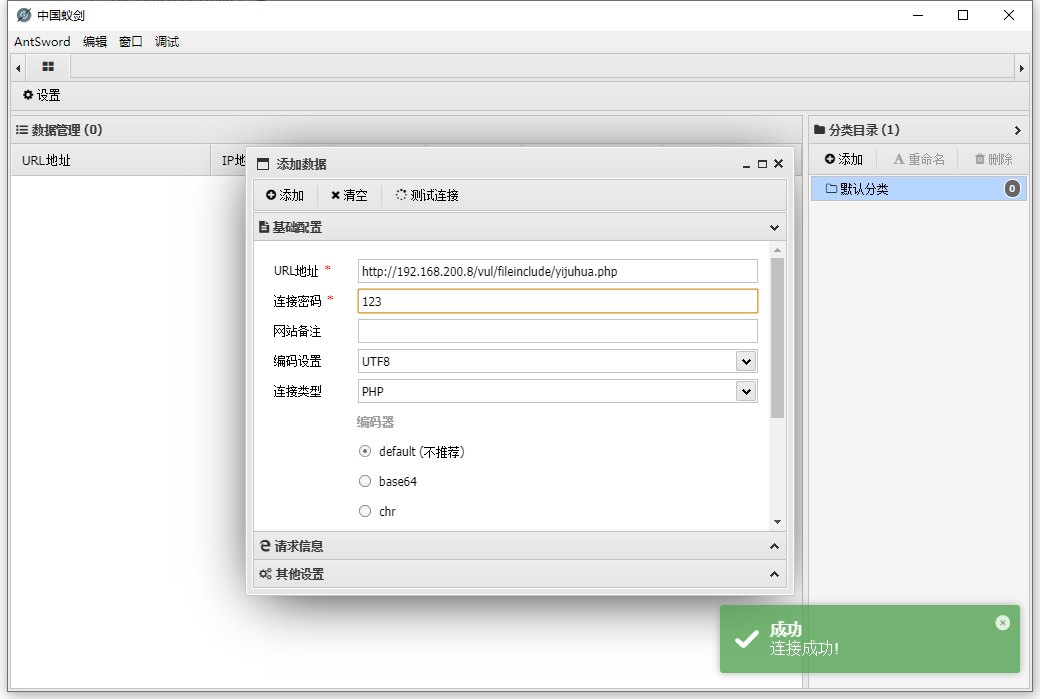 中国蚁剑
AntSword 编辑 窗口 调试
设置
数据管理 (0)
分类目录 (1)
URL地址
IP地
添加 重命名 删除
默认分类 0
添加数据
添加 清空 测试连接
基础配置
URL地址 * http://192.168.200.8/vul/fileinclude/yijuhua.php
连接密码 * 123
网站备注
编码设置 UTF8
连接类型 PHP
编码器
default (不推荐)
base64
chr
请求信息
其他设置
成功
连接成功!